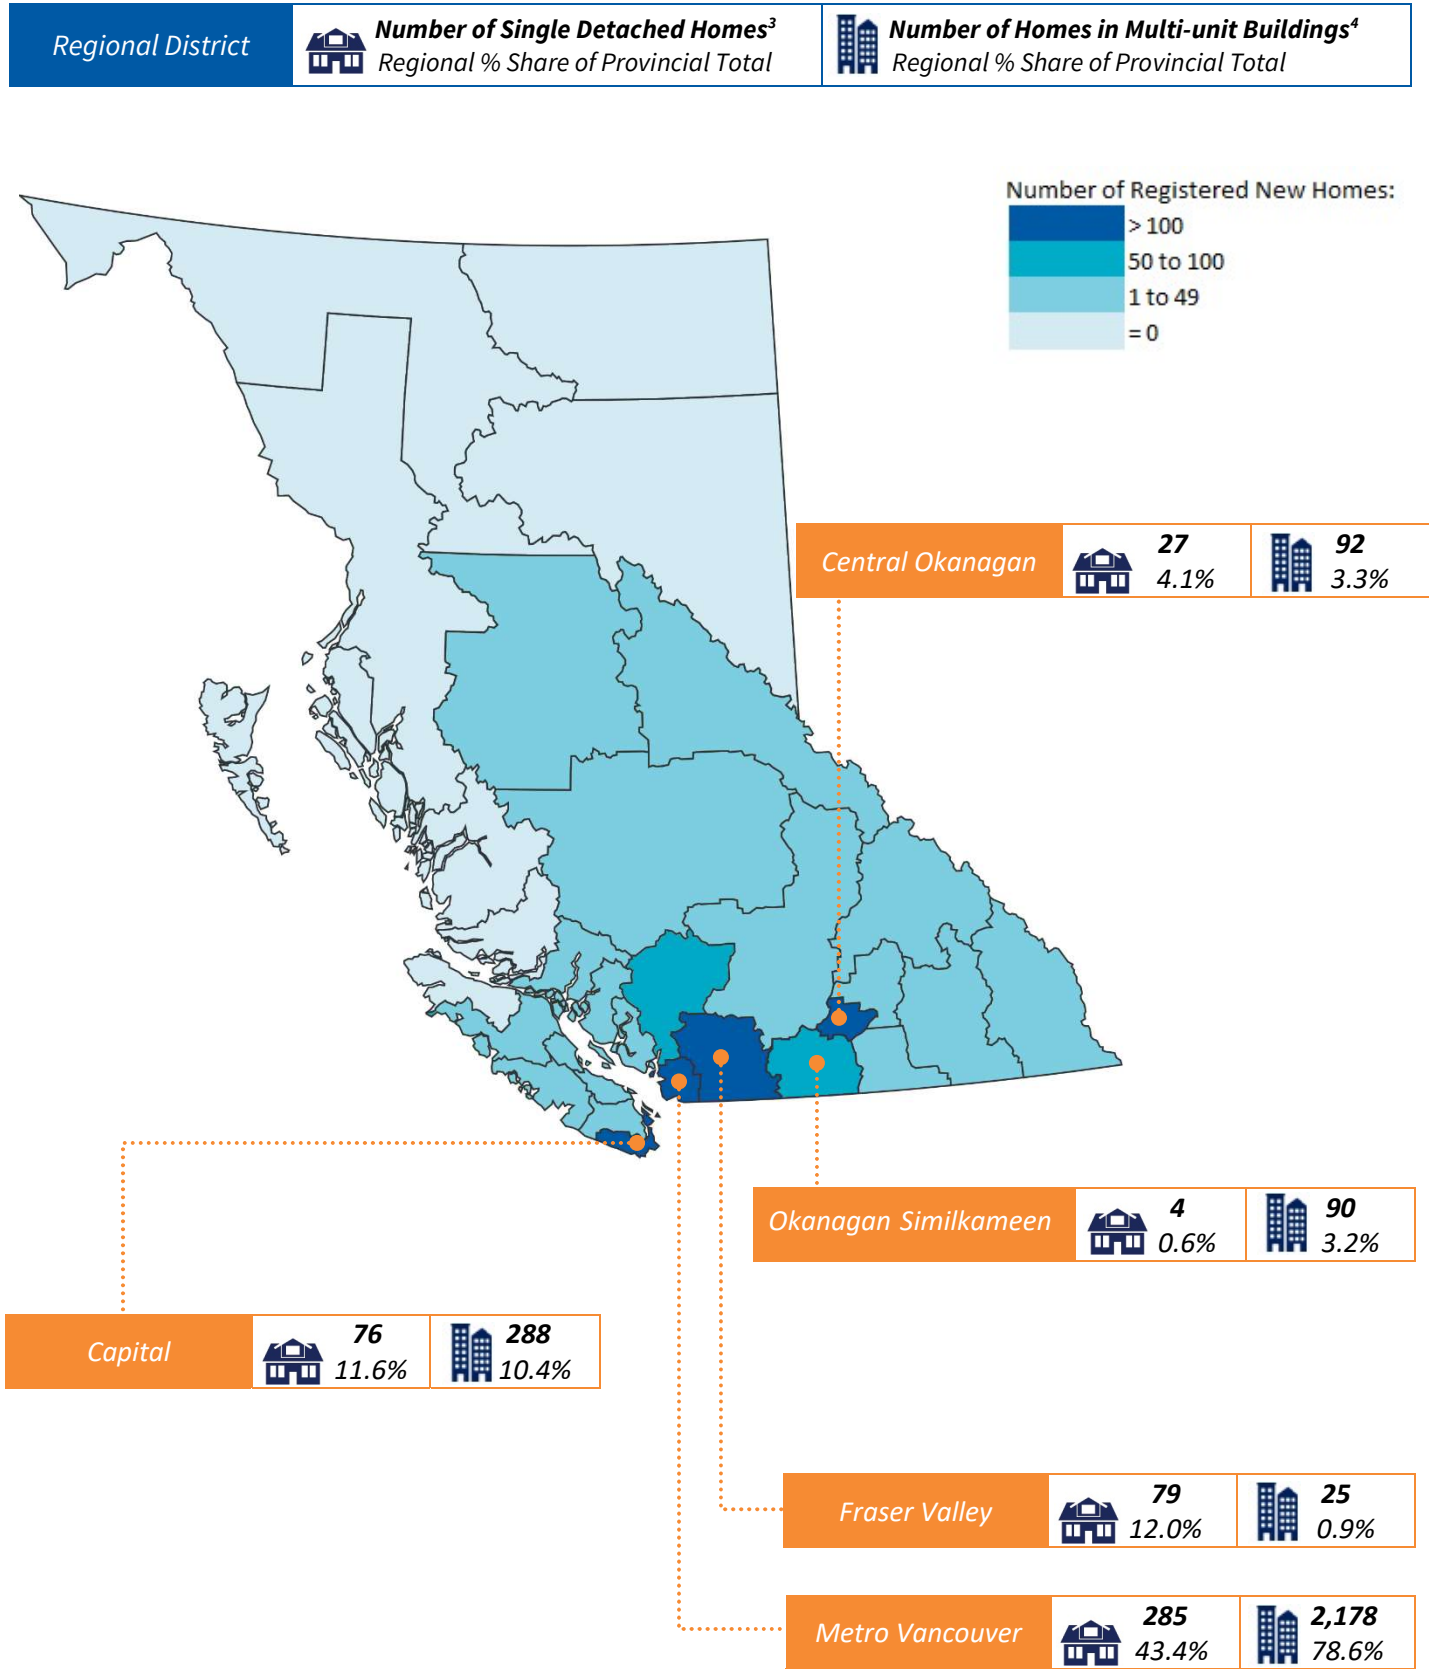 Regional District
Number of Single Detached Homes³
Regional % Share of Provincial Total
Number of Homes in Multi-unit Buildings⁴
Regional % Share of Provincial Total
Number of Registered New Homes:
> 100
50 to 100
1 to 49
= 0
Central Okanagan
27
4.1%
92
3.3%
Okanagan Similkameen
4
0.6%
90
3.2%
Capital
76
11.6%
288
10.4%
Fraser Valley
79
12.0%
25
0.9%
Metro Vancouver
285
43.4%
2,178
78.6%